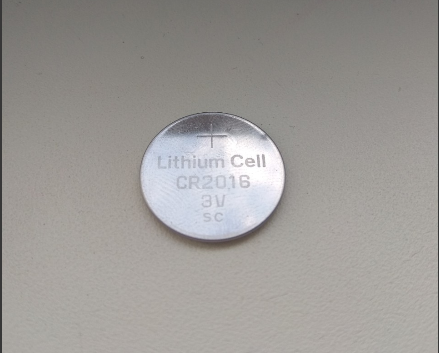 +
Lithium Cell
CR2016
3V
SC